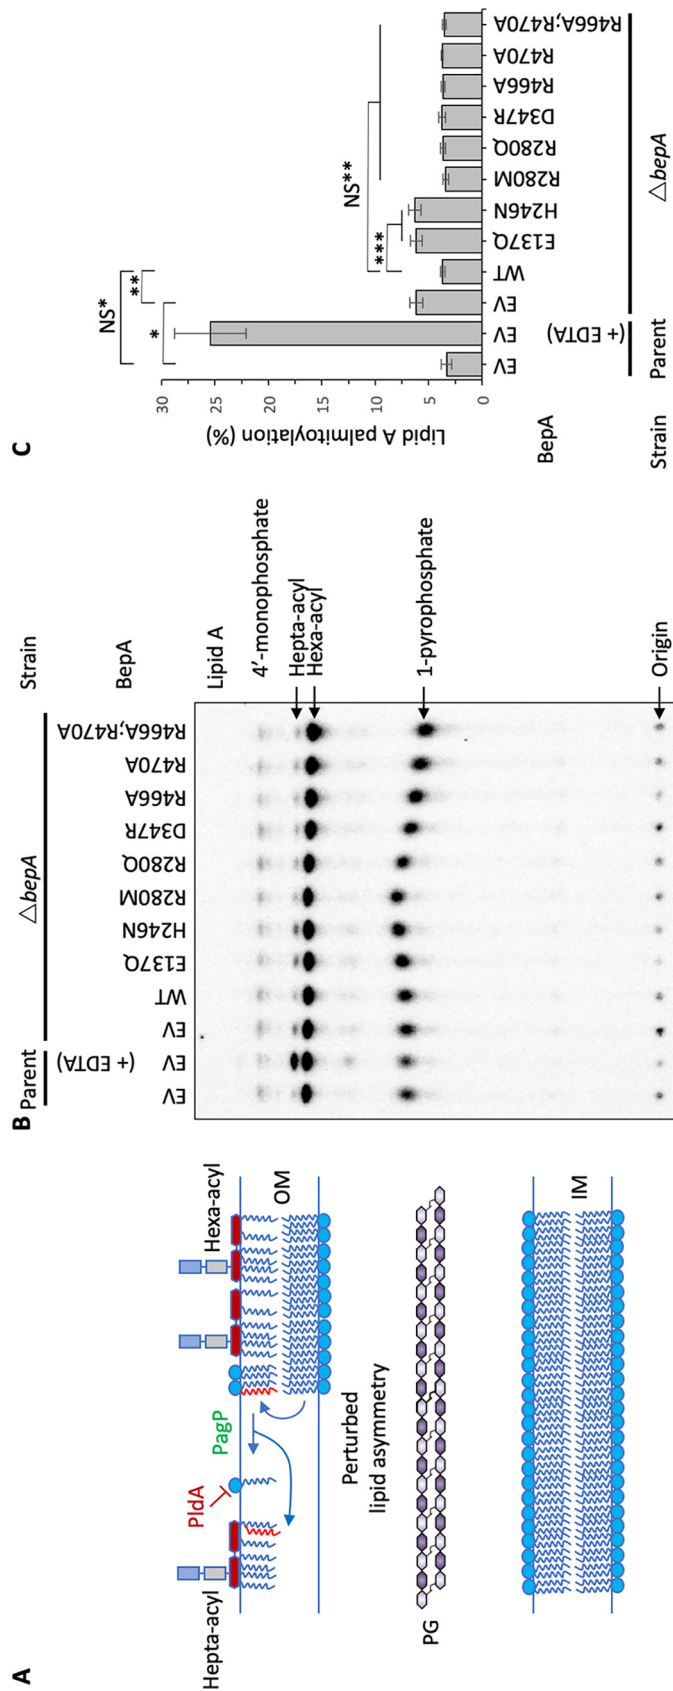 A
Hepta-acyl
PldA
PagP
Hexa-acyl
OM
Perturbed
lipid asymmetry
PG
IM
B
Parent
△bepA
Strain
EV
EV
(+ EDTA)
EV
WT
E137Q
H246N
R280M
R280Q
D347R
R466A
R470A
R466A;R470A
BepA
Lipid A
4′-monophosphate
Hepta-acyl
Hexa-acyl
1-pyrophosphate
Origin
C
Lipid A palmitoylation (%)
30
25
20
15
10
5
0
NS*
*
**
NS**
***
BepA
EV
EV
(+ EDTA)
EV
WT
E137Q
H246N
R280M
R280Q
D347R
R466A
R470A
R466A;R470A
Strain
Parent
△bepA